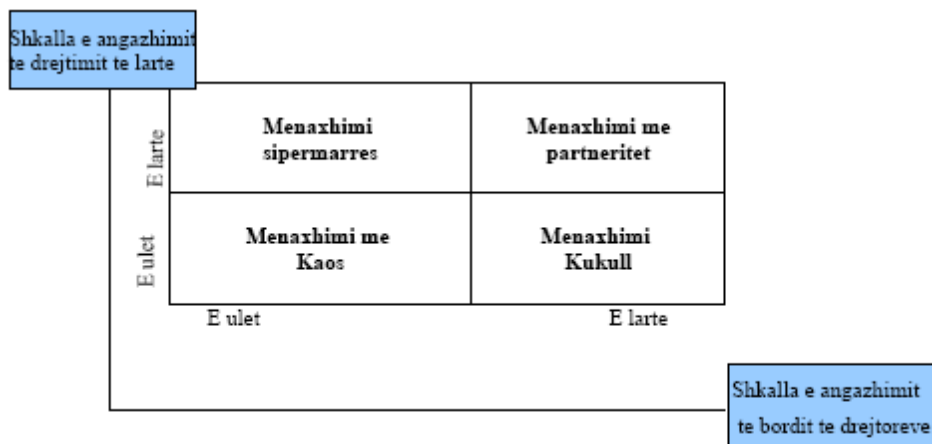 Shkalla e angazhimit
te drejtimit te larte
Menaxhimi
sipermarres
Menaxhimi me
partneritet
E larte
Menaxhimi me
Kaos
Menaxhimi
Kukull
E ulet
E ulet
E larte
Shkalla e angazhimit
te bordit te drejtoreve